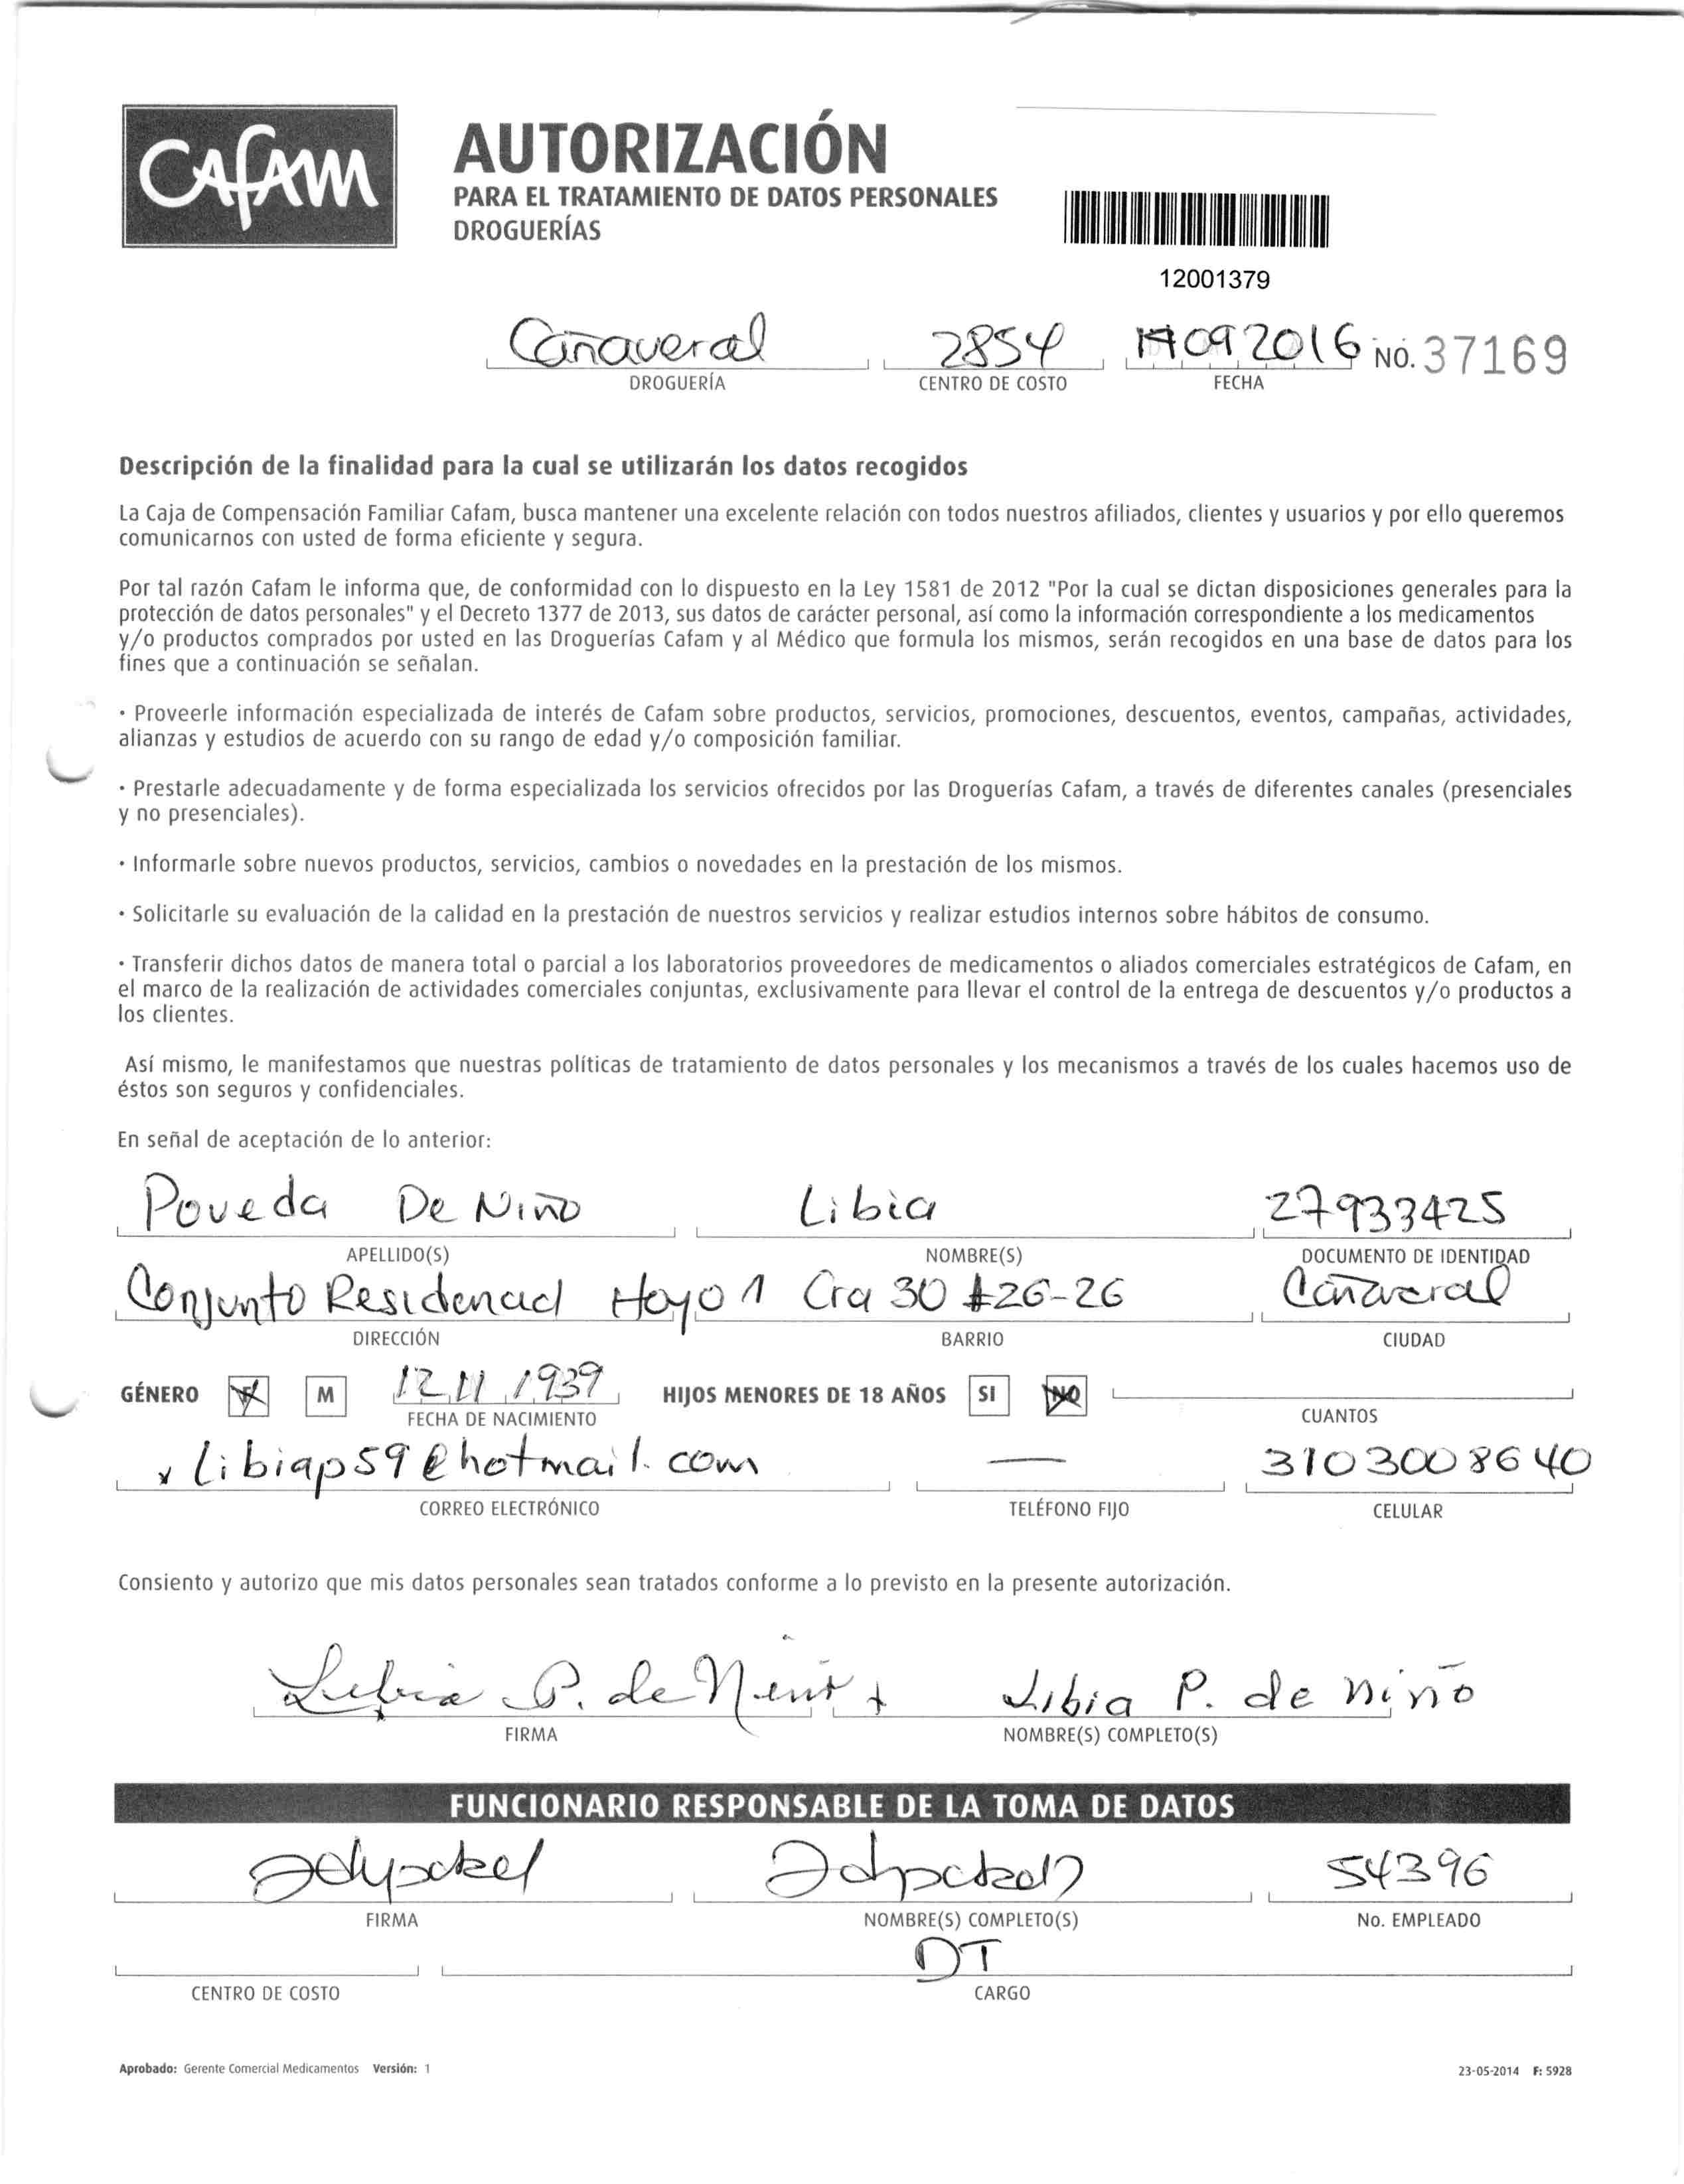 CAFAM
AUTORIZACIÓN
PARA EL TRATAMIENTO DE DATOS PERSONALES
DROGUERÍAS
12001379
Cañaveral 2854 092016 NO. 37169
DROGUERÍA CENTRO DE COSTO FECHA
Descripción de la finalidad para la cual se utilizarán los datos recogidos
La Caja de Compensación Familiar Cafam, busca mantener una excelente relación con todos nuestros afiliados, clientes y usuarios y por ello queremos
comunicarnos con usted de forma eficiente y segura.
Por tal razón Cafam le informa que, de conformidad con lo dispuesto en la Ley 1581 de 2012 "Por la cual se dictan disposiciones generales para la
protección de datos personales" y el Decreto 1377 de 2013, sus datos de carácter personal, así como la información correspondiente a los medicamentos
y/o productos comprados por usted en las Droguerías Cafam y al Médico que formula los mismos, serán recogidos en una base de datos para los
fines que a continuación se señalan.
· Proveerle información especializada de interés de Cafam sobre productos, servicios, promociones, descuentos, eventos, campañas, actividades,
alianzas y estudios de acuerdo con su rango de edad y/o composición familiar.
· Prestarle adecuadamente y de forma especializada los servicios ofrecidos por las Droguerías Cafam, a través de diferentes canales (presenciales
y no presenciales).
· Informarle sobre nuevos productos, servicios, cambios o novedades en la prestación de los mismos.
· Solicitarle su evaluación de la calidad en la prestación de nuestros servicios y realizar estudios internos sobre hábitos de consumo.
· Transferir dichos datos de manera total o parcial a los laboratorios proveedores de medicamentos o aliados comerciales estratégicos de Cafam, en
el marco de la realización de actividades comerciales conjuntas, exclusivamente para llevar el control de la entrega de descuentos y/o productos a
los clientes.
Así mismo, le manifestamos que nuestras políticas de tratamiento de datos personales y los mecanismos a través de los cuales hacemos uso de
éstos son seguros y confidenciales.
En señal de aceptación de lo anterior:
Poveda De Niño Libia 27933425
APELLIDO(S) NOMBRE(S) DOCUMENTO DE IDENTIDAD
Conjunto Residencial Hoyo 1 Cra 30 #26-26 Cañaveral
DIRECCIÓN BARRIO CIUDAD
GÉNERO F M 12 11 1939 HIJOS MENORES DE 18 AÑOS SI NO
FECHA DE NACIMIENTO CUANTOS
x libiap59@hotmail.com — 3103008640
CORREO ELECTRÓNICO TELÉFONO FIJO CELULAR
Consiento y autorizo que mis datos personales sean tratados conforme a lo previsto en la presente autorización.
Libia P. de Niño Libia P. de niño
FIRMA NOMBRE(S) COMPLETO(S)
FUNCIONARIO RESPONSABLE DE LA TOMA DE DATOS
54396
FIRMA NOMBRE(S) COMPLETO(S) No. EMPLEADO
DT
CENTRO DE COSTO CARGO
Aprobado: Gerente Comercial Medicamentos Versión: 1 23-05-2014 F: 5928